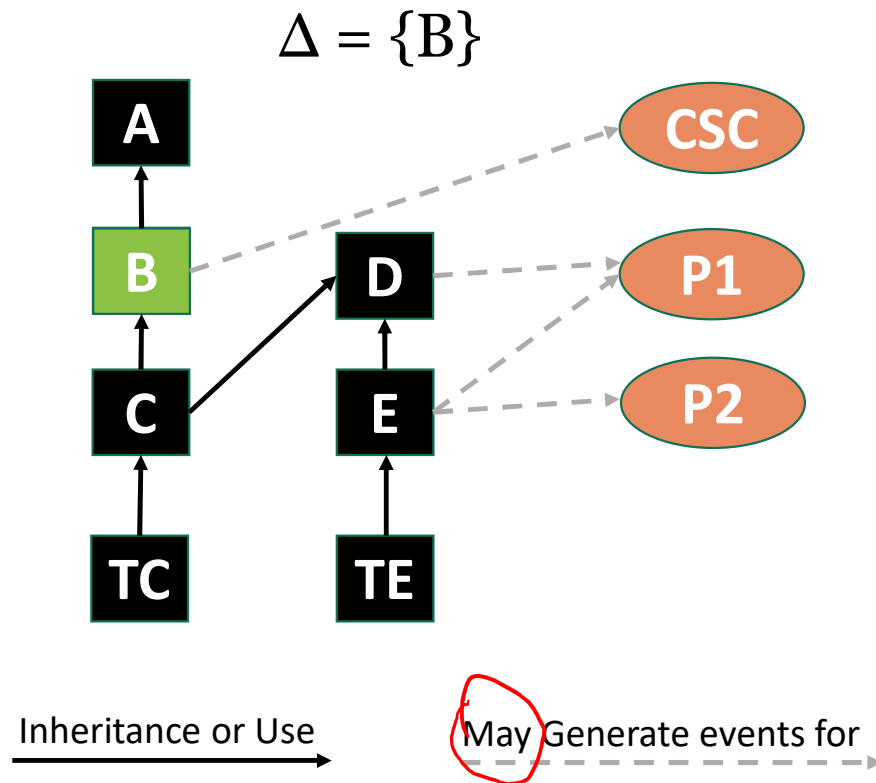 Δ = {B}
A
CSC
B
D
P1
C
E
P2
TC
TE
Inheritance or Use
May Generate events for